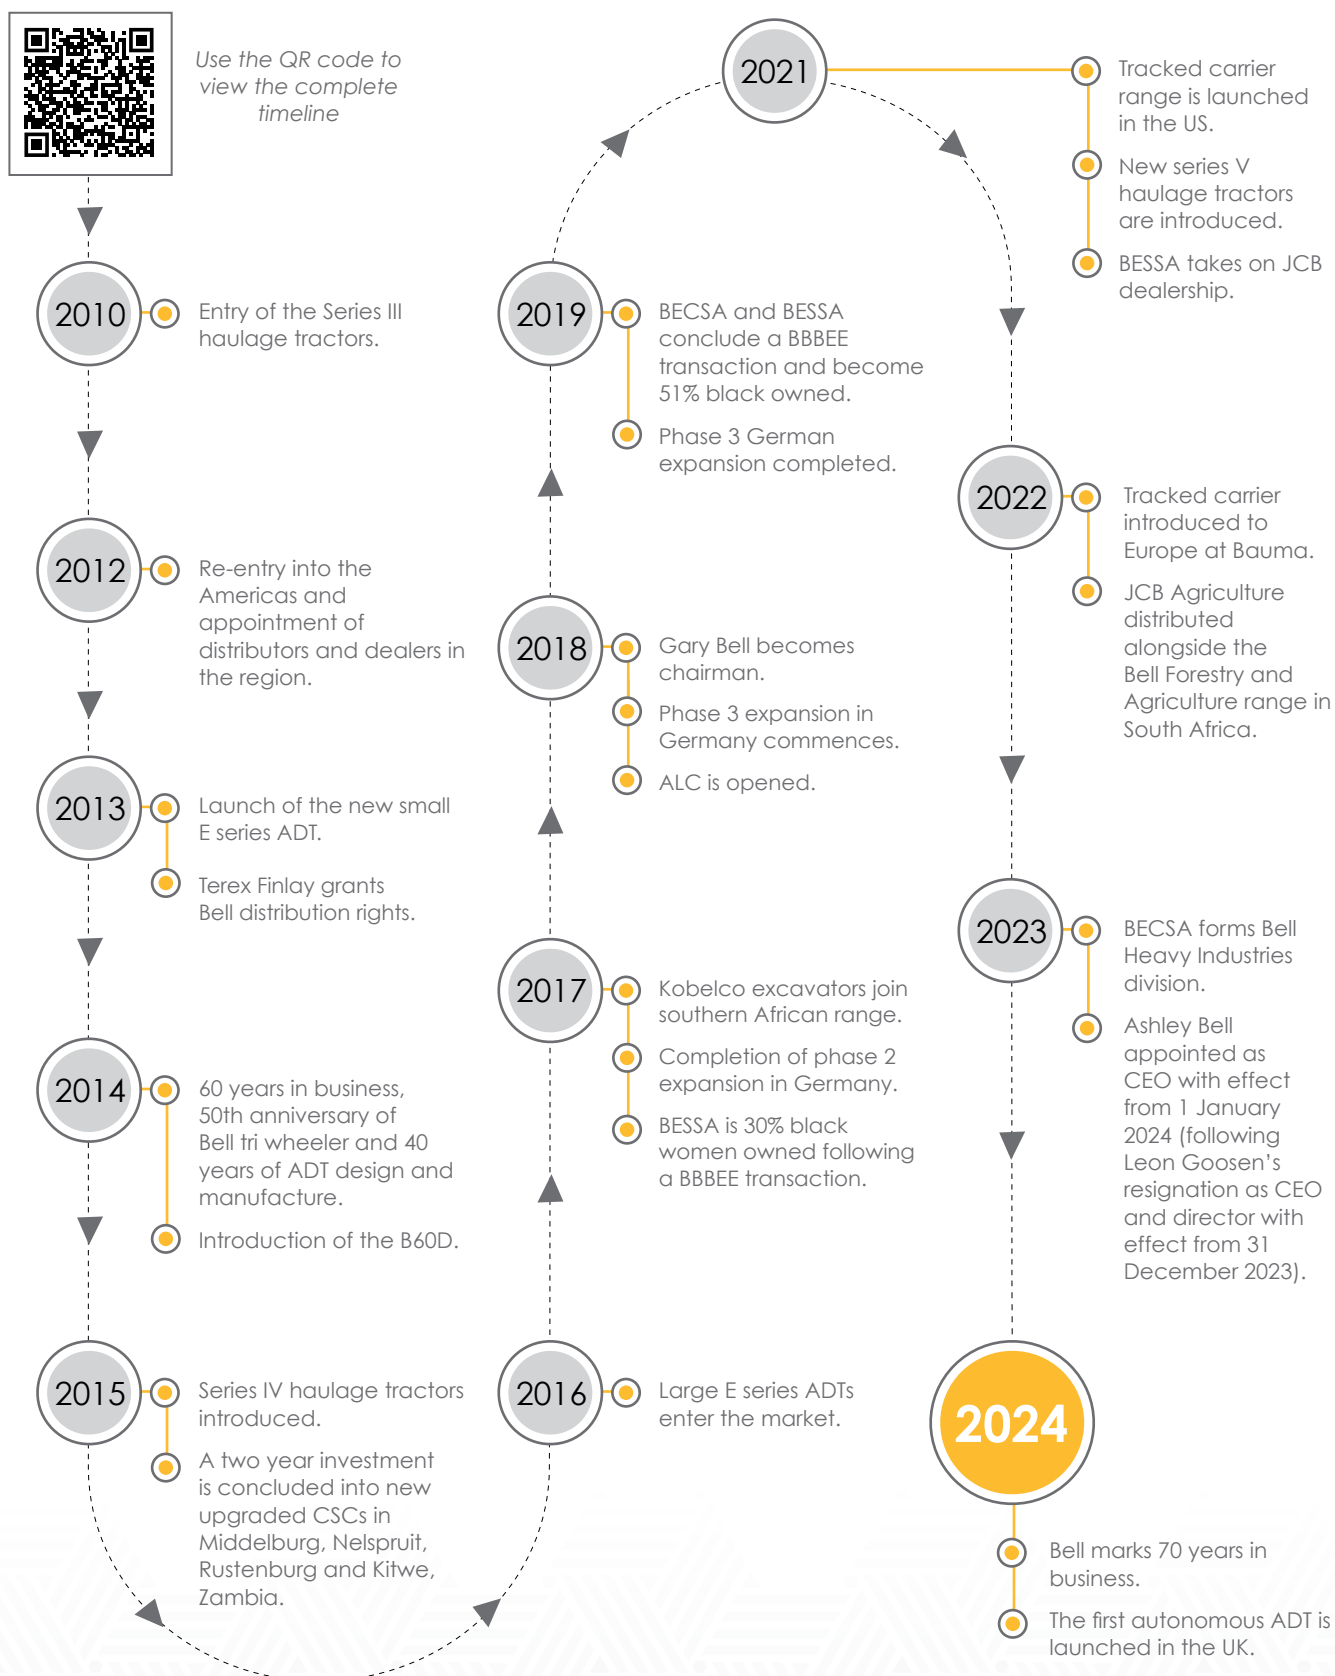 Use the QR code to
view the complete
timeline
2010
Entry of the Series III
haulage tractors.
2012
Re-entry into the
Americas and
appointment of
distributors and dealers in
the region.
2013
Launch of the new small
E series ADT.
Terex Finlay grants
Bell distribution rights.
2014
60 years in business,
50th anniversary of
Bell tri wheeler and 40
years of ADT design and
manufacture.
Introduction of the B60D.
2015
Series IV haulage tractors
introduced.
A two year investment
is concluded into new
upgraded CSCs in
Middelburg, Nelspruit,
Rustenburg and Kitwe,
Zambia.
2016
Large E series ADTs
enter the market.
2017
Kobelco excavators join
southern African range.
Completion of phase 2
expansion in Germany.
BESSA is 30% black
women owned following
a BBBEE transaction.
2018
Gary Bell becomes
chairman.
Phase 3 expansion in
Germany commences.
ALC is opened.
2019
BECSA and BESSA
conclude a BBBEE
transaction and become
51% black owned.
Phase 3 German
expansion completed.
2021
Tracked carrier
range is launched
in the US.
New series V
haulage tractors
are introduced.
BESSA takes on JCB
dealership.
2022
Tracked carrier
introduced to
Europe at Bauma.
JCB Agriculture
distributed
alongside the
Bell Forestry and
Agriculture range in
South Africa.
2023
BECSA forms Bell
Heavy Industries
division.
Ashley Bell
appointed as
CEO with effect
from 1 January
2024 (following
Leon Goosen's
resignation as CEO
and director with
effect from 31
December 2023).
2024
Bell marks 70 years in
business.
The first autonomous ADT is
launched in the UK.